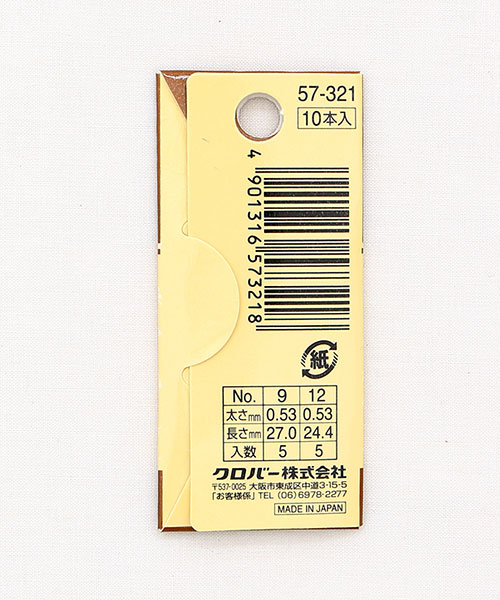 57-321
10本入
4 901316 573218
紙
No. 9 12
太さmm 0.53 0.53
長さmm 27.0 24.4
入数 5 5
クロバー株式会社
〒537-0025 大阪市東成区中道3-15-5
「お客様係」TEL(06)6978-2277
MADE IN JAPAN